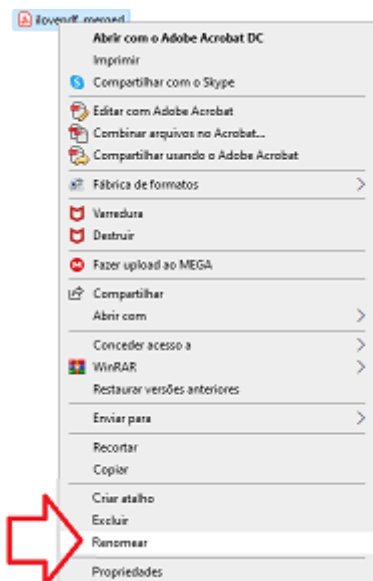 ilovepdf_merged
Abrir com o Adobe Acrobat DC
Imprimir
Compartilhar com o Skype
Editar com Adobe Acrobat
Combinar arquivos no Acrobat...
Compartilhar usando o Adobe Acrobat
Fábrica de formatos
Varredura
Destruir
Fazer upload ao MEGA
Compartilhar
Abrir com
Conceder acesso a
WinRAR
Restaurar versões anteriores
Enviar para
Recortar
Copiar
Criar atalho
Excluir
Renomear
Propriedades